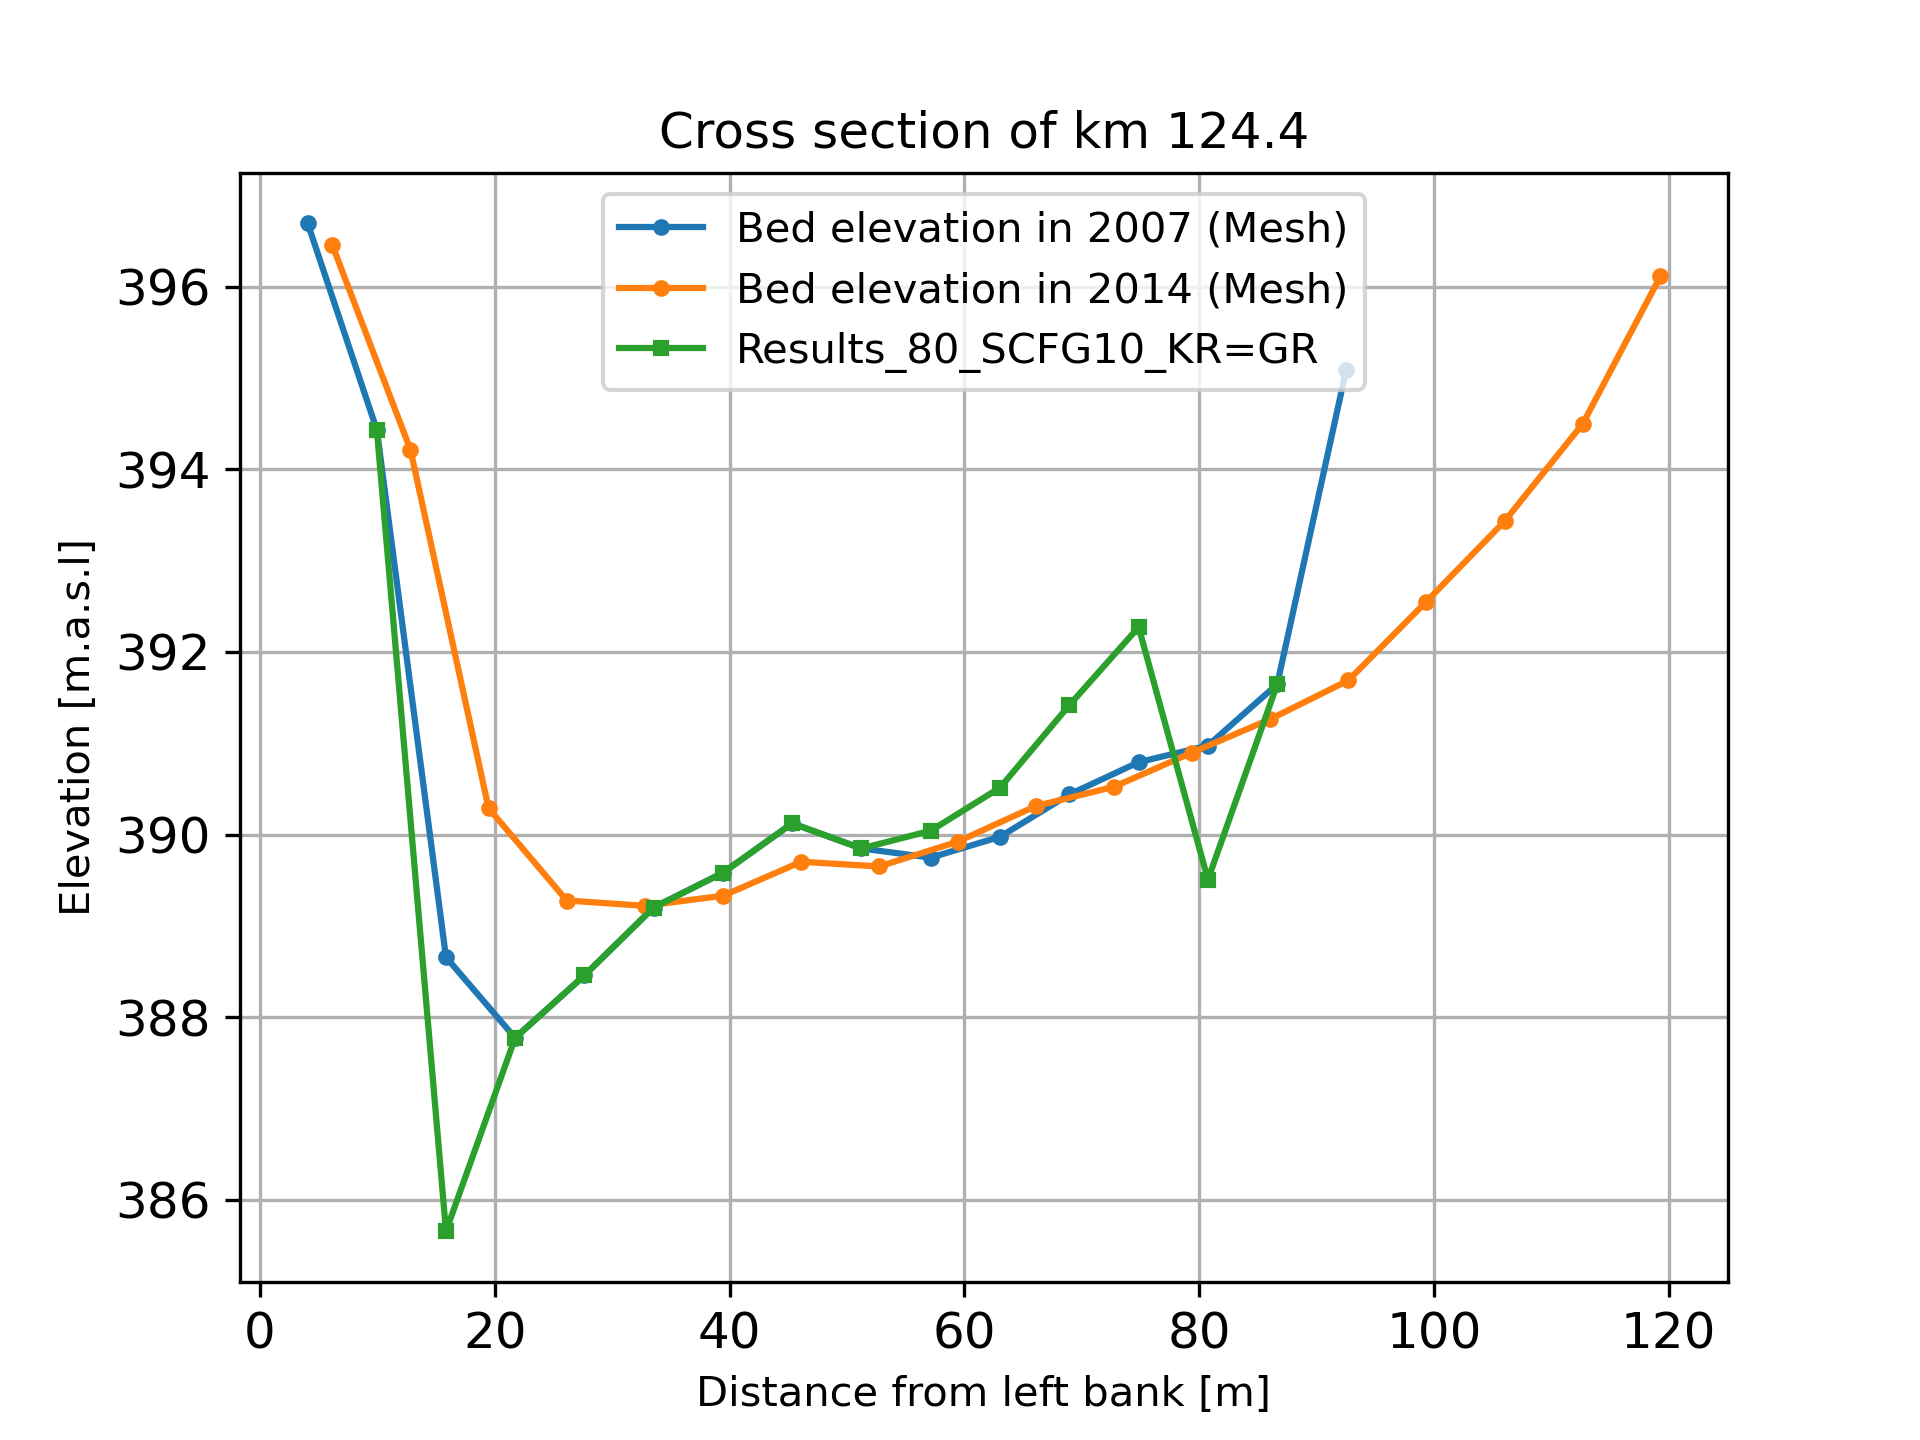 Cross section of km 124.4
Bed elevation in 2007 (Mesh)
Bed elevation in 2014 (Mesh)
Results_80_SCFG10_KR=GR
Elevation [m.a.s.l]
396
394
392
390
388
386
0 20 40 60 80 100 120
Distance from left bank [m]